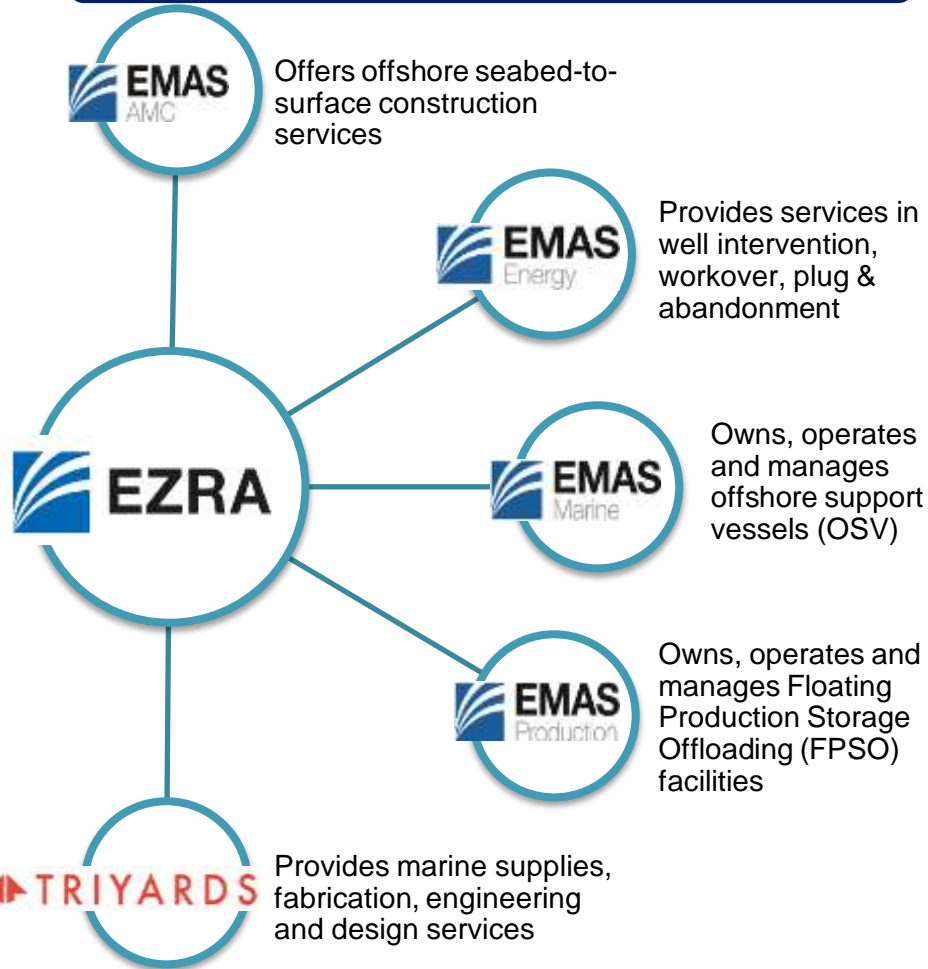 EMAS
AMC
Offers offshore seabed-to-
surface construction
services
EMAS
Energy
Provides services in
well intervention,
workover, plug &
abandonment
EZRA
EMAS
Marine
Owns, operates
and manages
offshore support
vessels (OSV)
EMAS
Production
Owns, operates and
manages Floating
Production Storage
Offloading (FPSO)
facilities
TRIYARDS
Provides marine supplies,
fabrication, engineering
and design services